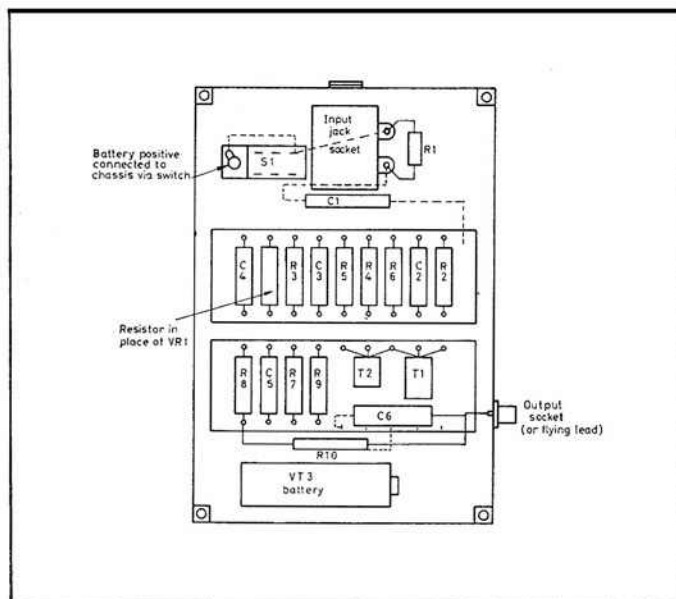 Input
jack
socket
R1
S1
Battery positive
connected to
chassis via switch
C1
C4
R3
C3
R5
R4
R6
C2
R2
Resistor in
place of VR1
R8
C5
R7
R9
T2
T1
C6
Output
socket
(or flying lead)
R10
VT3
battery